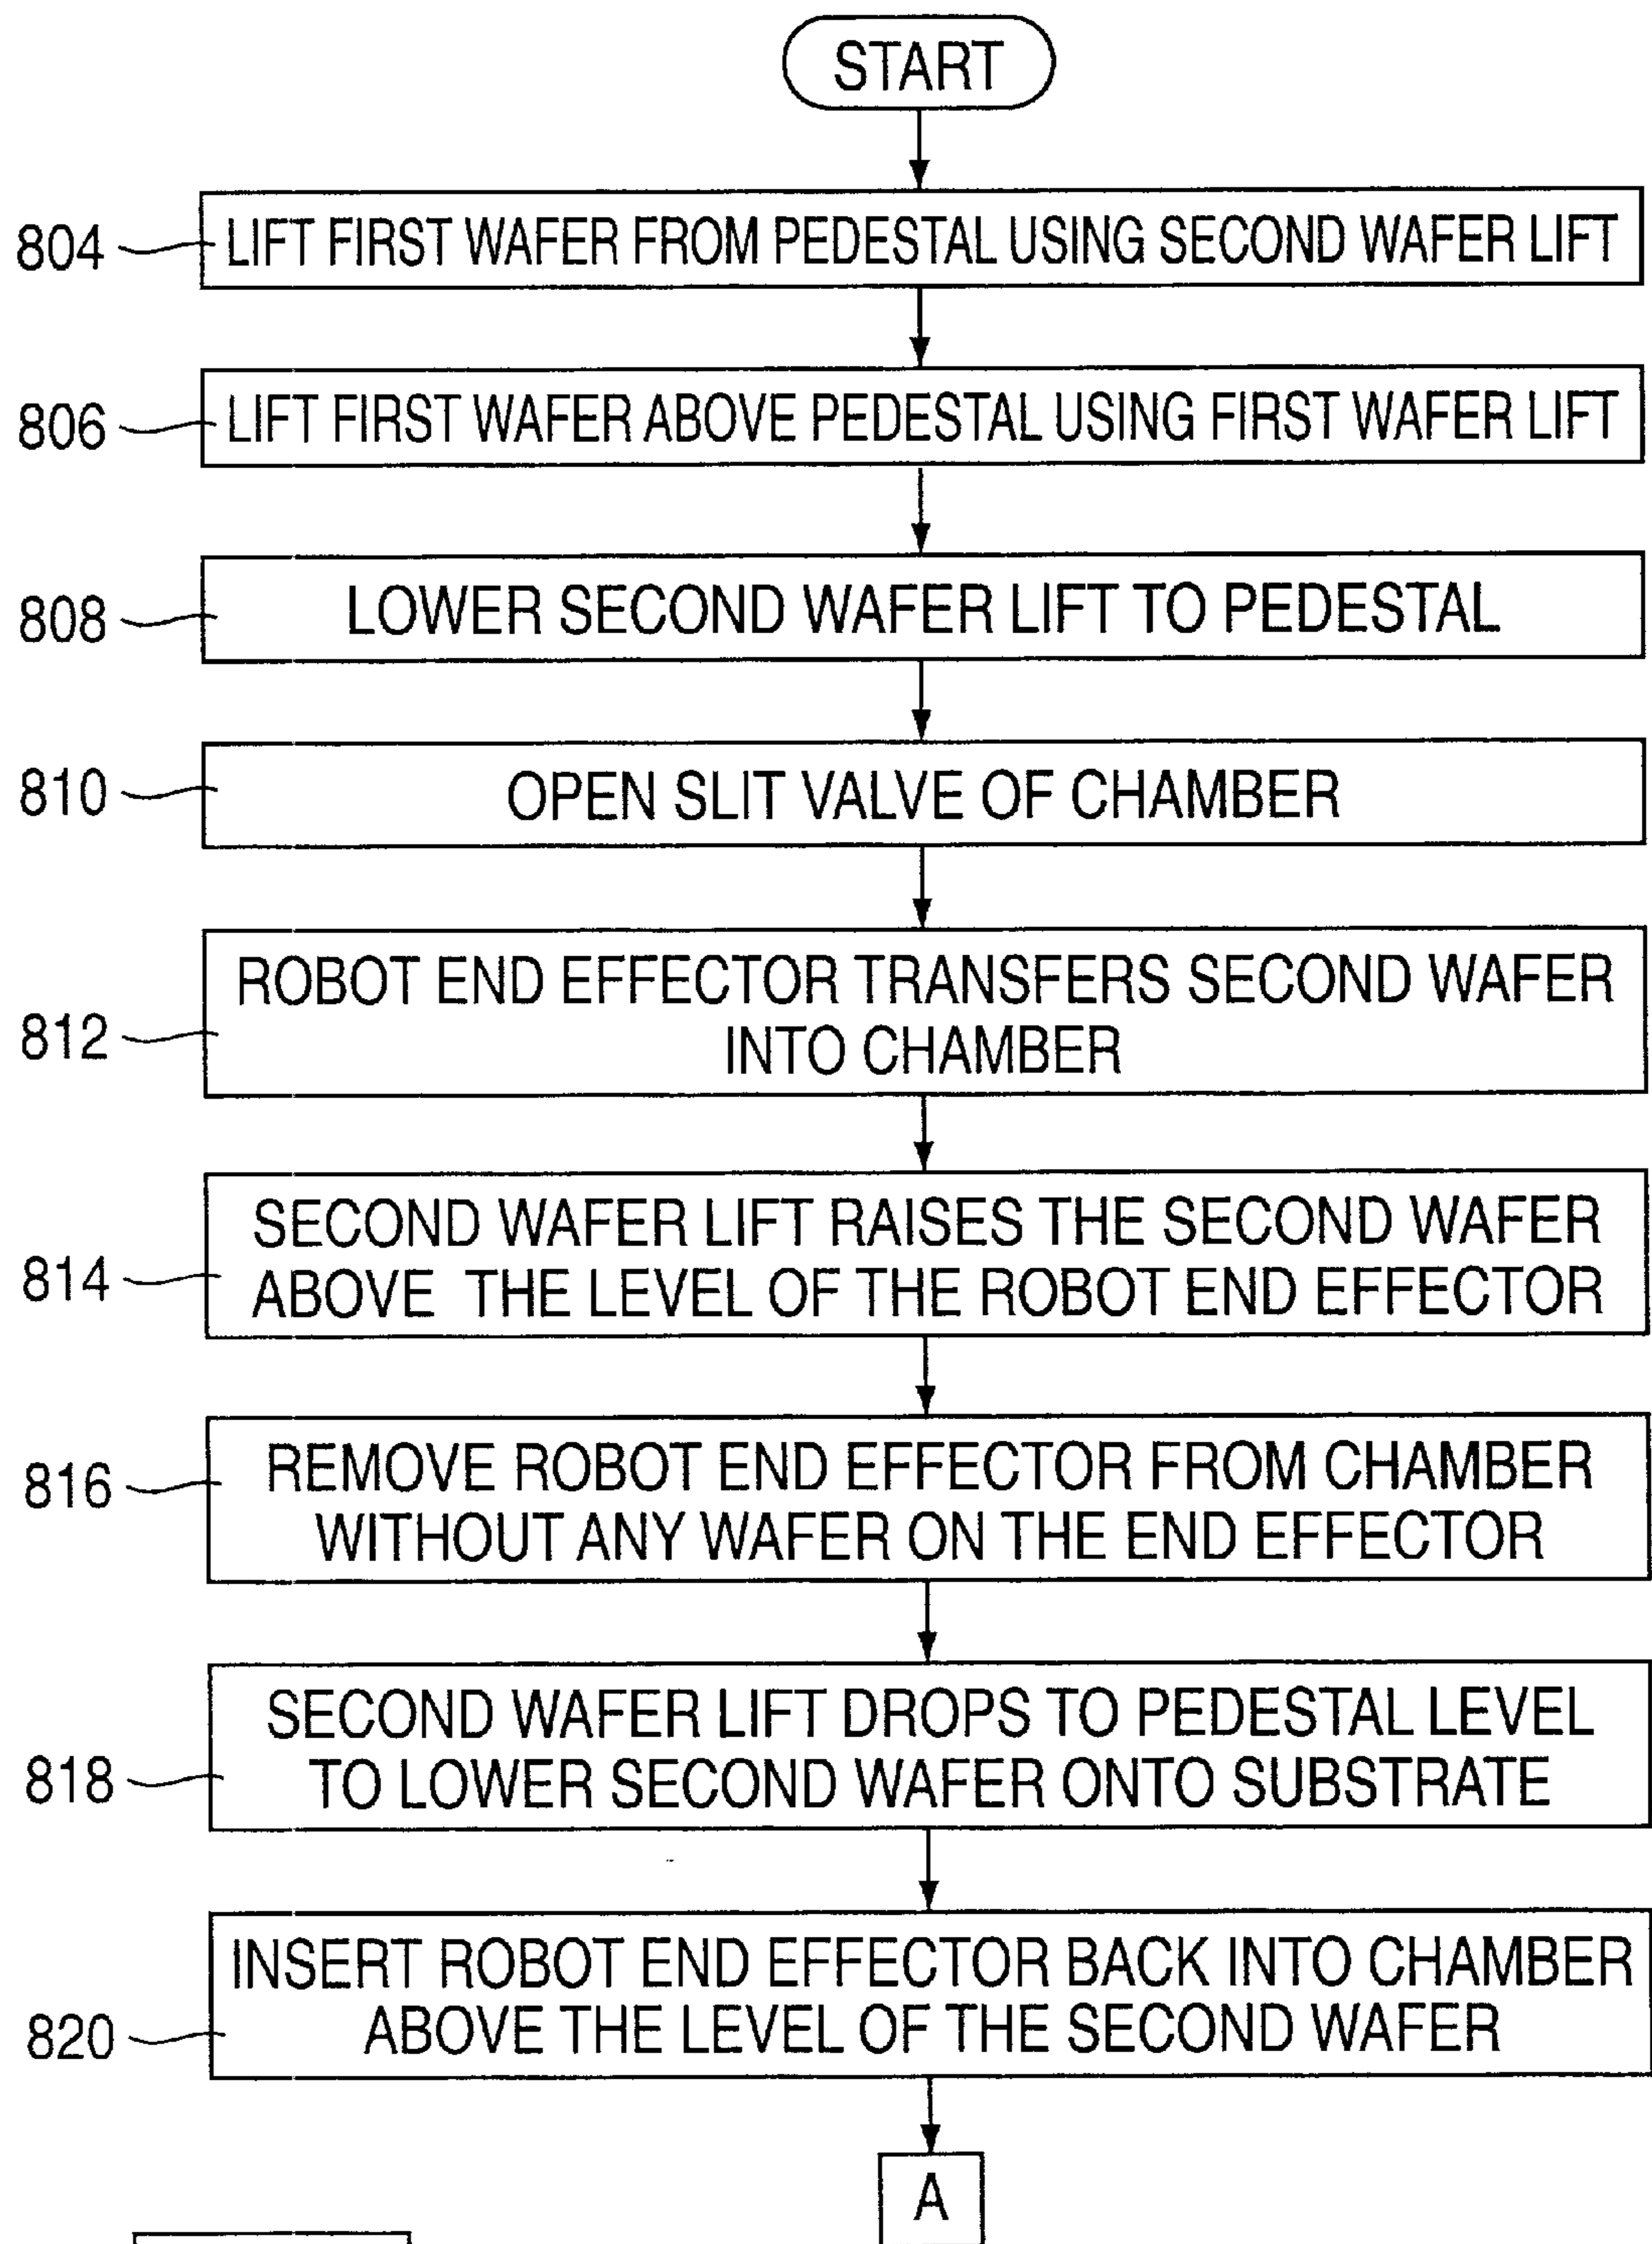 START
804
LIFT FIRST WAFER FROM PEDESTAL USING SECOND WAFER LIFT
806
LIFT FIRST WAFER ABOVE PEDESTAL USING FIRST WAFER LIFT
808
LOWER SECOND WAFER LIFT TO PEDESTAL
810
OPEN SLIT VALVE OF CHAMBER
812
ROBOT END EFFECTOR TRANSFERS SECOND WAFER
INTO CHAMBER
814
SECOND WAFER LIFT RAISES THE SECOND WAFER
ABOVE THE LEVEL OF THE ROBOT END EFFECTOR
816
REMOVE ROBOT END EFFECTOR FROM CHAMBER
WITHOUT ANY WAFER ON THE END EFFECTOR
818
SECOND WAFER LIFT DROPS TO PEDESTAL LEVEL
TO LOWER SECOND WAFER ONTO SUBSTRATE
820
INSERT ROBOT END EFFECTOR BACK INTO CHAMBER
ABOVE THE LEVEL OF THE SECOND WAFER
A